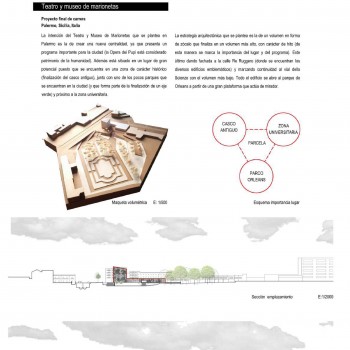 Teatro y museo de marionetas
Proyecto final de carrera
Palermo, Sicilia, Italia
La intención del Teatro y Museo de Marionetas que se plantea en
Palermo es la de crear una nueva centralidad, ya que presenta un
programa importante para la ciudad (la Opera dei Pupi está considerado
patrimonio de la humanidad). Además está situado en un lugar de gran
potencial puesto que se encuentra en una zona de carácter histórico
(finalización del casco antiguo), junto con uno de los pocos parques que
se encuentran en la ciudad (y que forma parte de la finalización de un eje
verde) y próximo a la zona universitaria.
La estrategia arquitectónica que se plantea es la de un volumen en forma
de zócalo que finaliza en un volumen más alto, con carácter de hito (de
esta manera se marca la importancia del lugar y del programa). Este
último dando fachada a la calle Re Ruggero (donde se encuentran los
diversos edificios emblemáticos) y marcando continuidad al vial della
Scienze con el volumen más bajo. Todo el edificio se abre al parque de
Orleans a partir de una gran plataforma que actua de mirador.
CASCO
ANTIGUO
ZONA
UNIVERSITARIA
PARCELA
PARCO
ORLEANS
Maqueta volumétrica E: 1/500
Esquema importancia lugar
Sección emplazamiento E:1/2000